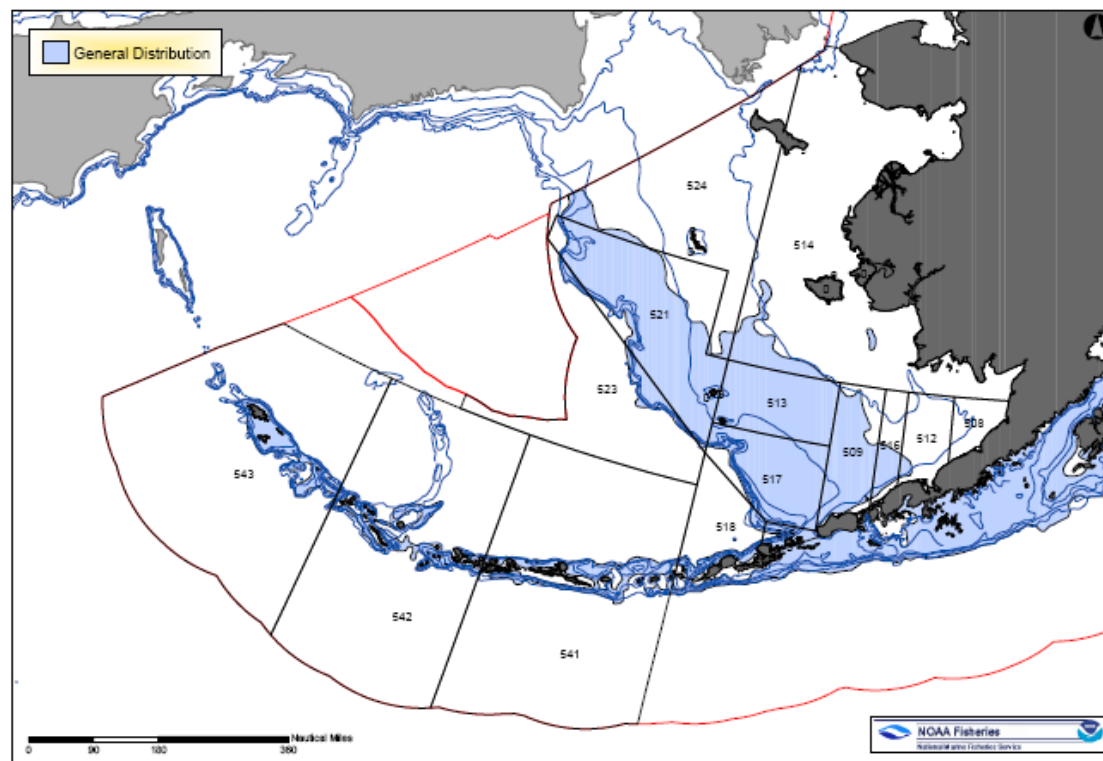 General Distribution
524
514
521
523
513
509
516
512
508
517
518
543
542
541
Nautical Miles
0 90 180 360
NOAA Fisheries
National Marine Fisheries Service